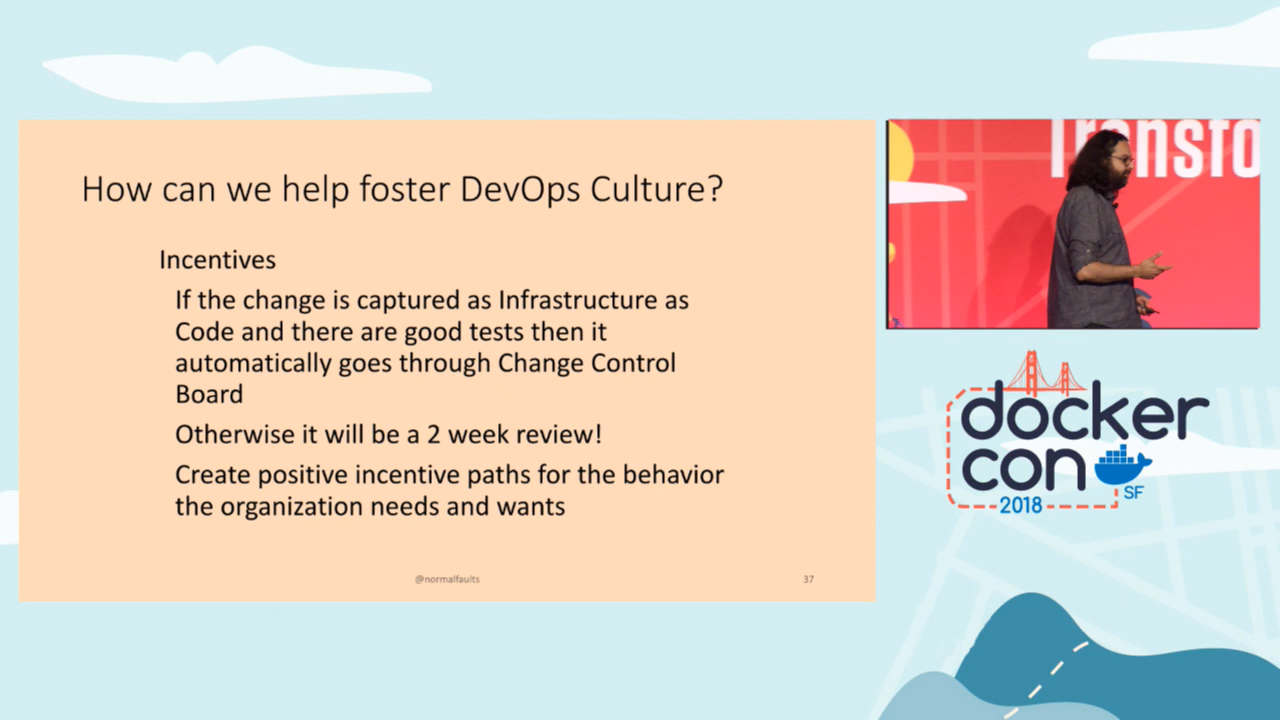 How can we help foster DevOps Culture?
Incentives
If the change is captured as Infrastructure as
Code and there are good tests then it
automatically goes through Change Control
Board
Otherwise it will be a 2 week review!
Create positive incentive paths for the behavior
the organization needs and wants
@normalfaults
37
Transfo
docker
con
SF
2018